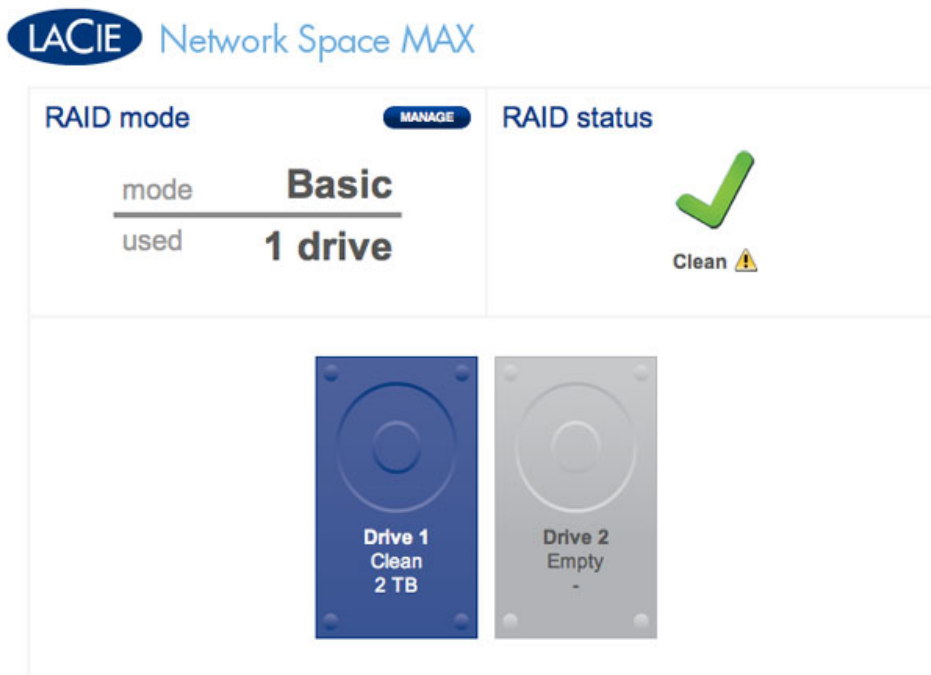 LACIE Network Space MAX
RAID mode
MANAGE
mode Basic
used 1 drive
RAID status
Clean
Drive 1
Clean
2 TB
Drive 2
Empty
-